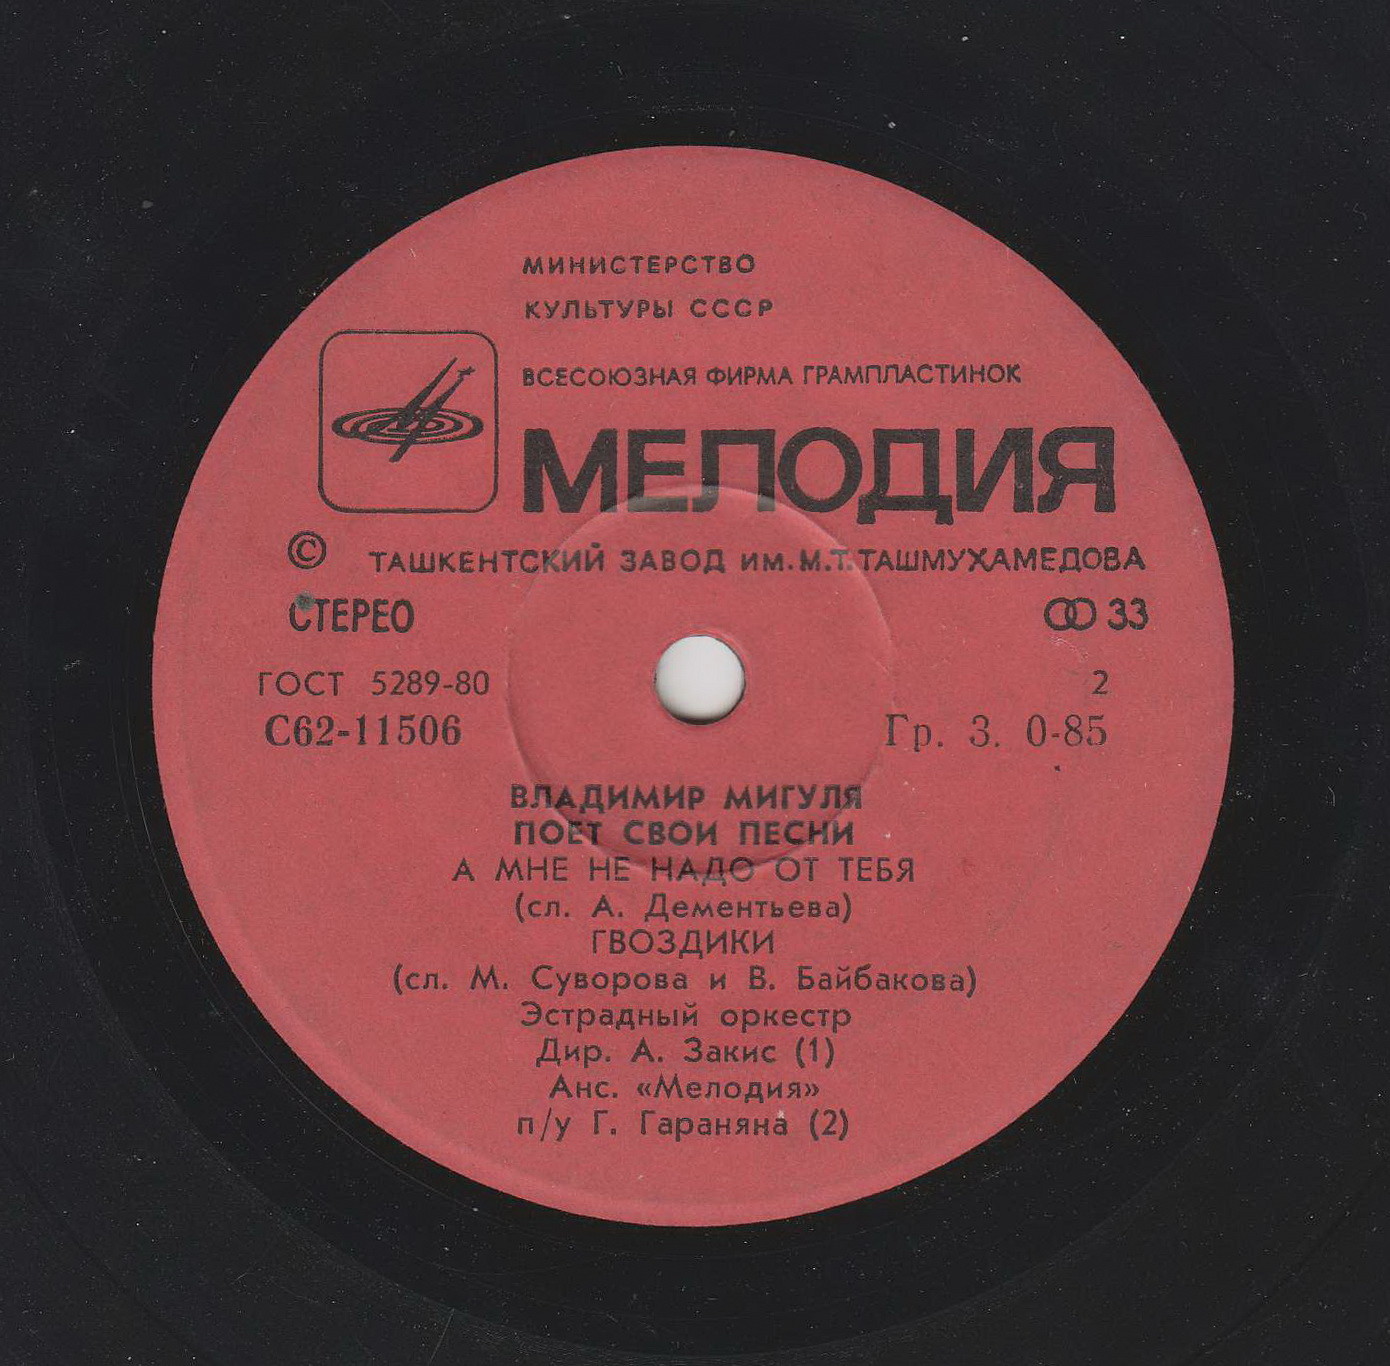 МИНИСТЕРСТВО
КУЛЬТУРЫ СССР
ВСЕСОЮЗНАЯ ФИРМА ГРАМПЛАСТИНОК
МЕЛОДИЯ
© ТАШКЕНТСКИЙ ЗАВОД ИМ. М.Т. ТАШМУХАМЕДОВА
СТЕРЕО 33
ГОСТ 5289-80 2
С62-11506 Гр. 3. 0-85
ВЛАДИМИР МИГУЛЯ
ПОЕТ СВОИ ПЕСНИ
А МНЕ НЕ НАДО ОТ ТЕБЯ
(сл. А. Дементьева)
ГВОЗДИКИ
(сл. М. Суворова и В. Байбакова)
Эстрадный оркестр
Дир. А. Закис (1)
Анс. «Мелодия»
п/у Г. Гараняна (2)